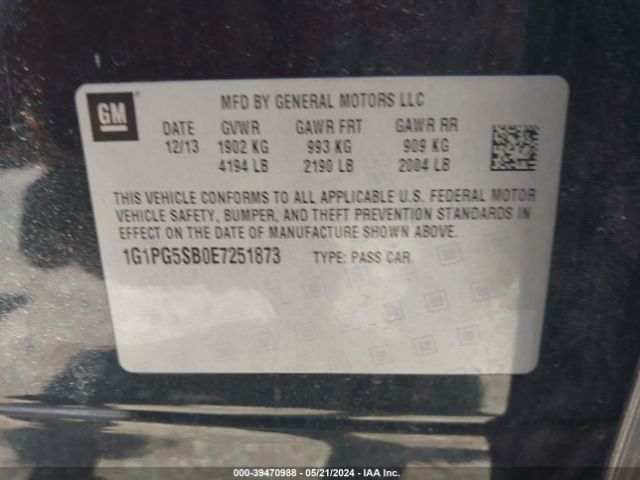 GM
MFD BY GENERAL MOTORS LLC
DATE GVWR GAWR FRT GAWR RR
12/13 1902 KG 993 KG 909 KG
4194 LB 2190 LB 2004 LB
THIS VEHICLE CONFORMS TO ALL APPLICABLE U.S. FEDERAL MOTOR
VEHICLE SAFETY, BUMPER, AND THEFT PREVENTION STANDARDS IN
EFFECT ON THE DATE OF MANUFACTURE SHOWN ABOVE.
1G1PG5SB0E7251873 TYPE: PASS CAR
000-39470988 - 05/21/2024 - IAA Inc.